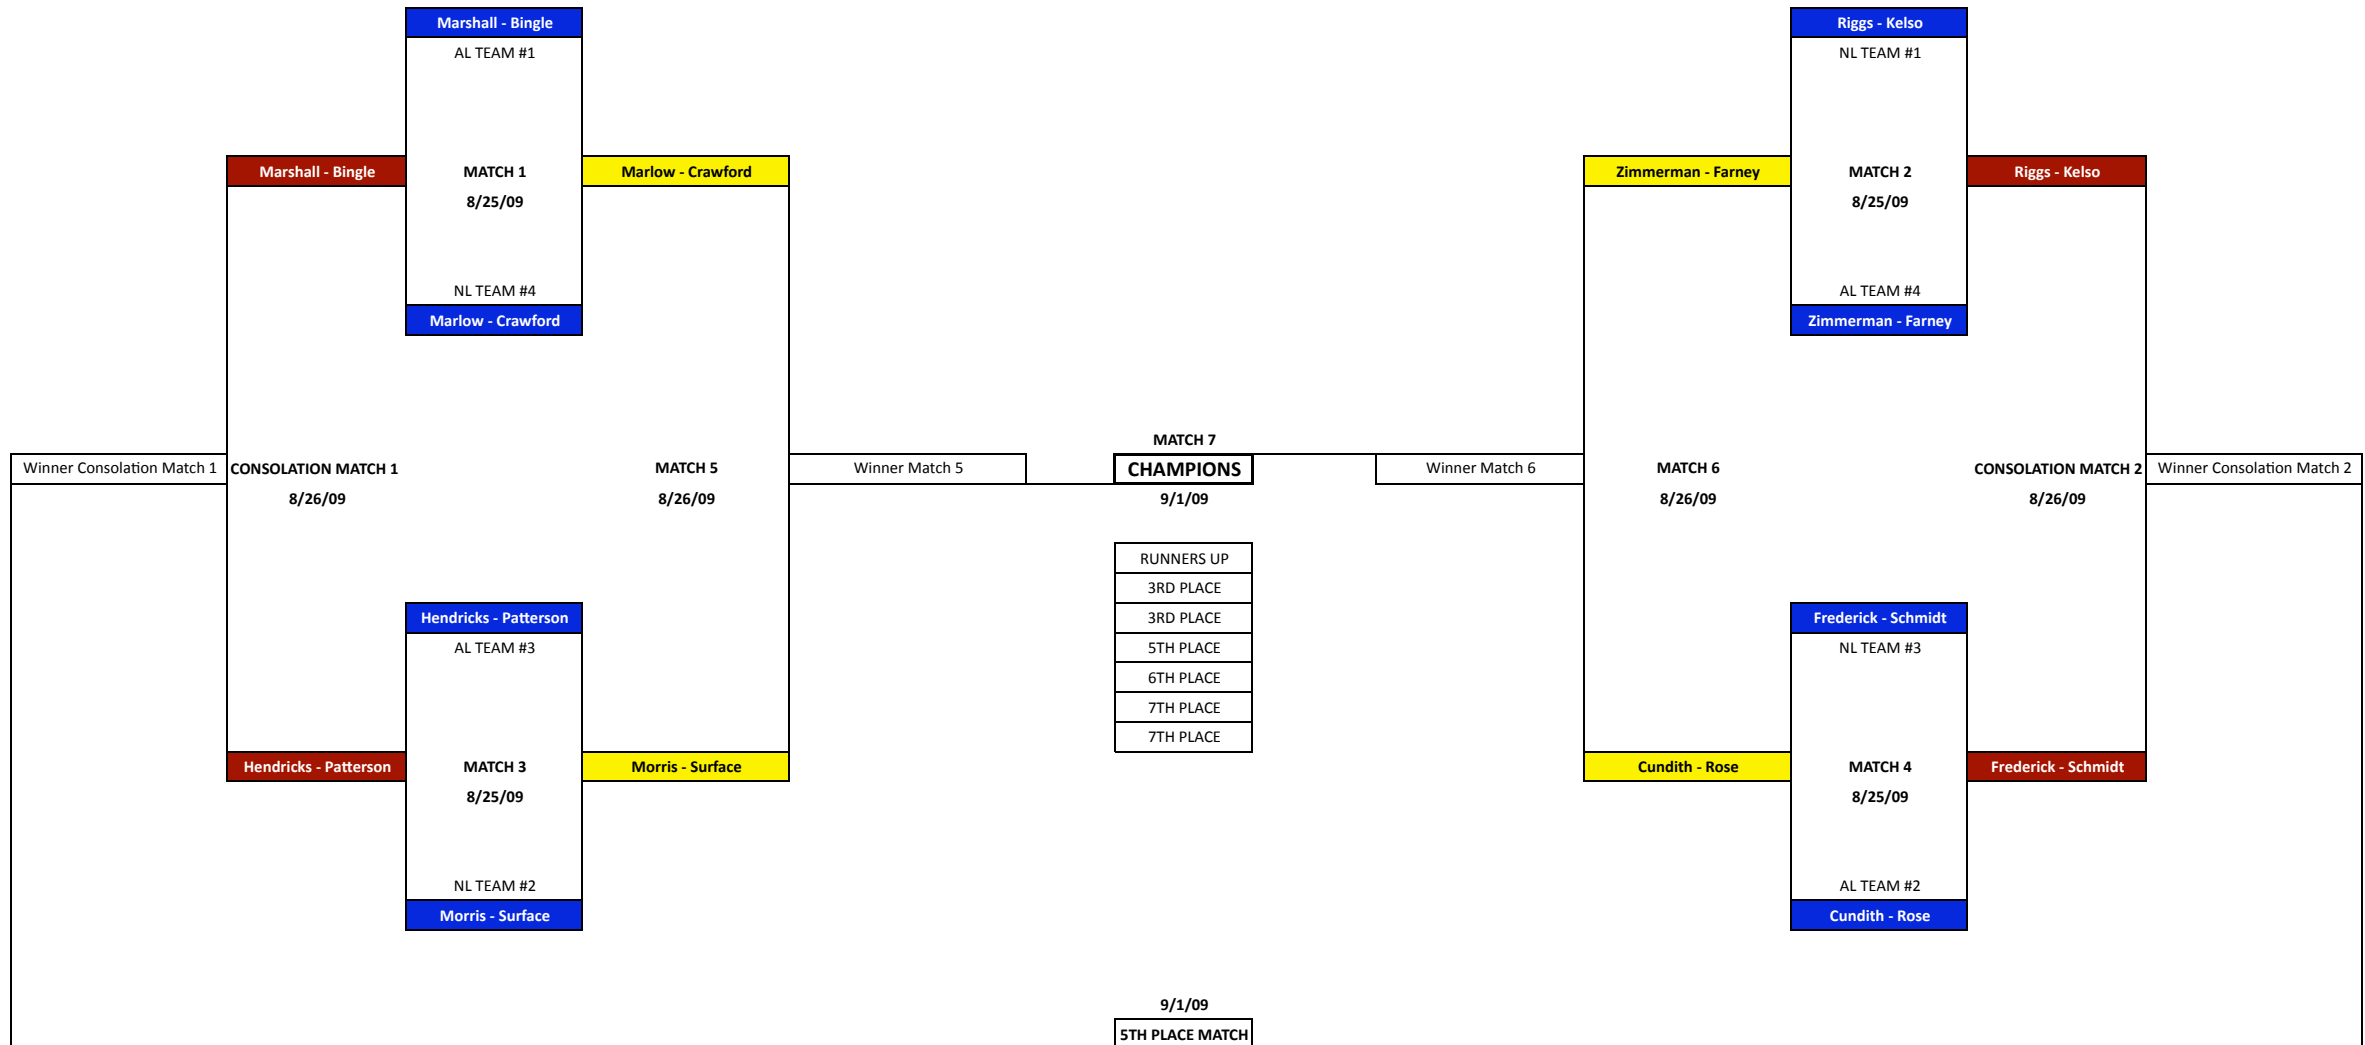 Marshall - Bingle
Riggs - Kelso
AL TEAM #1
NL TEAM #1
Marshall - Bingle
MATCH 1
Marlow - Crawford
Zimmerman - Farney
MATCH 2
Riggs - Kelso
8/25/09
8/25/09
NL TEAM #4
AL TEAM #4
Marlow - Crawford
Zimmerman - Farney
MATCH 7
Winner Consolation Match 1
CONSOLATION MATCH 1
MATCH 5
Winner Match 5
CHAMPIONS
Winner Match 6
MATCH 6
CONSOLATION MATCH 2
Winner Consolation Match 2
8/26/09
8/26/09
9/1/09
8/26/09
8/26/09
RUNNERS UP
3RD PLACE
3RD PLACE
Hendricks - Patterson
Frederick - Schmidt
AL TEAM #3
5TH PLACE
NL TEAM #3
6TH PLACE
7TH PLACE
7TH PLACE
Hendricks - Patterson
MATCH 3
Morris - Surface
Cundith - Rose
MATCH 4
Frederick - Schmidt
8/25/09
8/25/09
NL TEAM #2
AL TEAM #2
Morris - Surface
Cundith - Rose
9/1/09
5TH PLACE MATCH